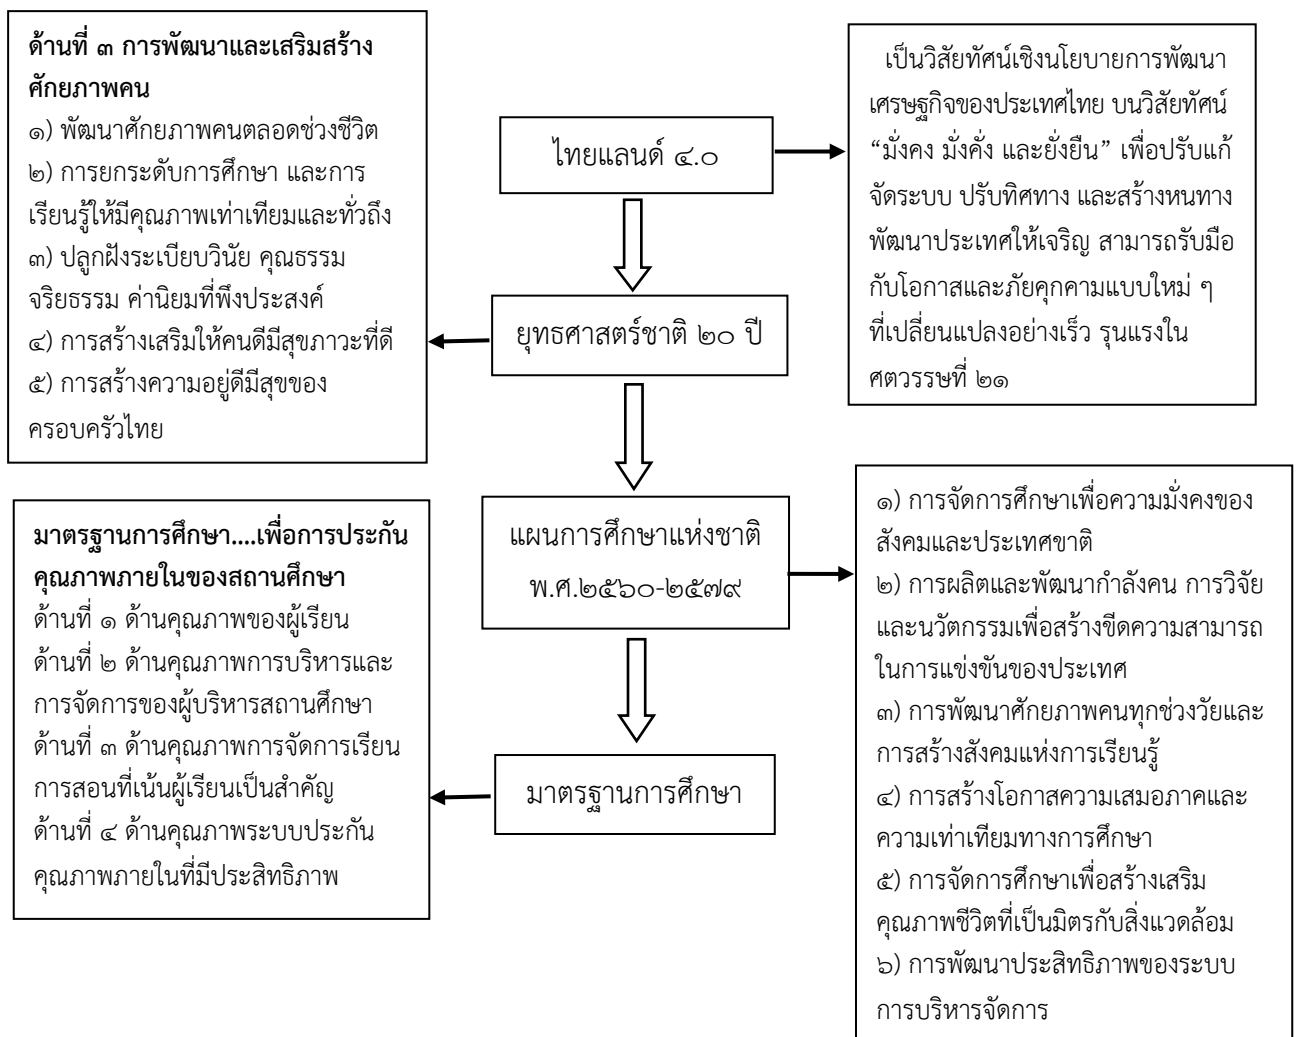 ด้านที่ ๓ การพัฒนาและเสริมสร้าง
ศักยภาพคน
๑) พัฒนาศักยภาพคนตลอดช่วงชีวิต
๒) การยกระดับการศึกษา และการ
เรียนรู้ให้มีคุณภาพเท่าเทียมและทั่วถึง
๓) ปลูกฝังระเบียบวินัย คุณธรรม
จริยธรรม ค่านิยมที่พึงประสงค์
๔) การสร้างเสริมให้คนดีมีสุขภาวะที่ดี
๕) การสร้างความอยู่ดีมีสุขของ
ครอบครัวไทย
ไทยแลนด์ ๔.๐
เป็นวิสัยทัศน์เชิงนโยบายการพัฒนา
เศรษฐกิจของประเทศไทย บนวิสัยทัศน์
“มั่งคง มั่งคั่ง และยั่งยืน” เพื่อปรับแก้
จัดระบบ ปรับทิศทาง และสร้างหนทาง
พัฒนาประเทศให้เจริญ สามารถรับมือ
กับโอกาสและภัยคุกคามแบบใหม่ ๆ
ที่เปลี่ยนแปลงอย่างเร็ว รุนแรงใน
ศตวรรษที่ ๒๑
ยุทธศาสตร์ชาติ ๒๐ ปี
แผนการศึกษาแห่งชาติ
พ.ศ.๒๕๖๐-๒๕๗๙
๑) การจัดการศึกษาเพื่อความมั่งคงของ
สังคมและประเทศขาติ
๒) การผลิตและพัฒนากำลังคน การวิจัย
และนวัตกรรมเพื่อสร้างขีดความสามารถ
ในการแข่งขันของประเทศ
๓) การพัฒนาศักยภาพคนทุกช่วงวัยและ
การสร้างสังคมแห่งการเรียนรู้
๔) การสร้างโอกาสความเสมอภาคและ
ความเท่าเทียมทางการศึกษา
๕) การจัดการศึกษาเพื่อสร้างเสริม
คุณภาพชีวิตที่เป็นมิตรกับสิ่งแวดล้อม
๖) การพัฒนาประสิทธิภาพของระบบ
การบริหารจัดการ
มาตรฐานการศึกษา....เพื่อการประกัน
คุณภาพภายในของสถานศึกษา
ด้านที่ ๑ ด้านคุณภาพของผู้เรียน
ด้านที่ ๒ ด้านคุณภาพการบริหารและ
การจัดการของผู้บริหารสถานศึกษา
ด้านที่ ๓ ด้านคุณภาพการจัดการเรียน
การสอนที่เน้นผู้เรียนเป็นสำคัญ
ด้านที่ ๔ ด้านคุณภาพระบบประกัน
คุณภาพภายในที่มีประสิทธิภาพ
มาตรฐานการศึกษา